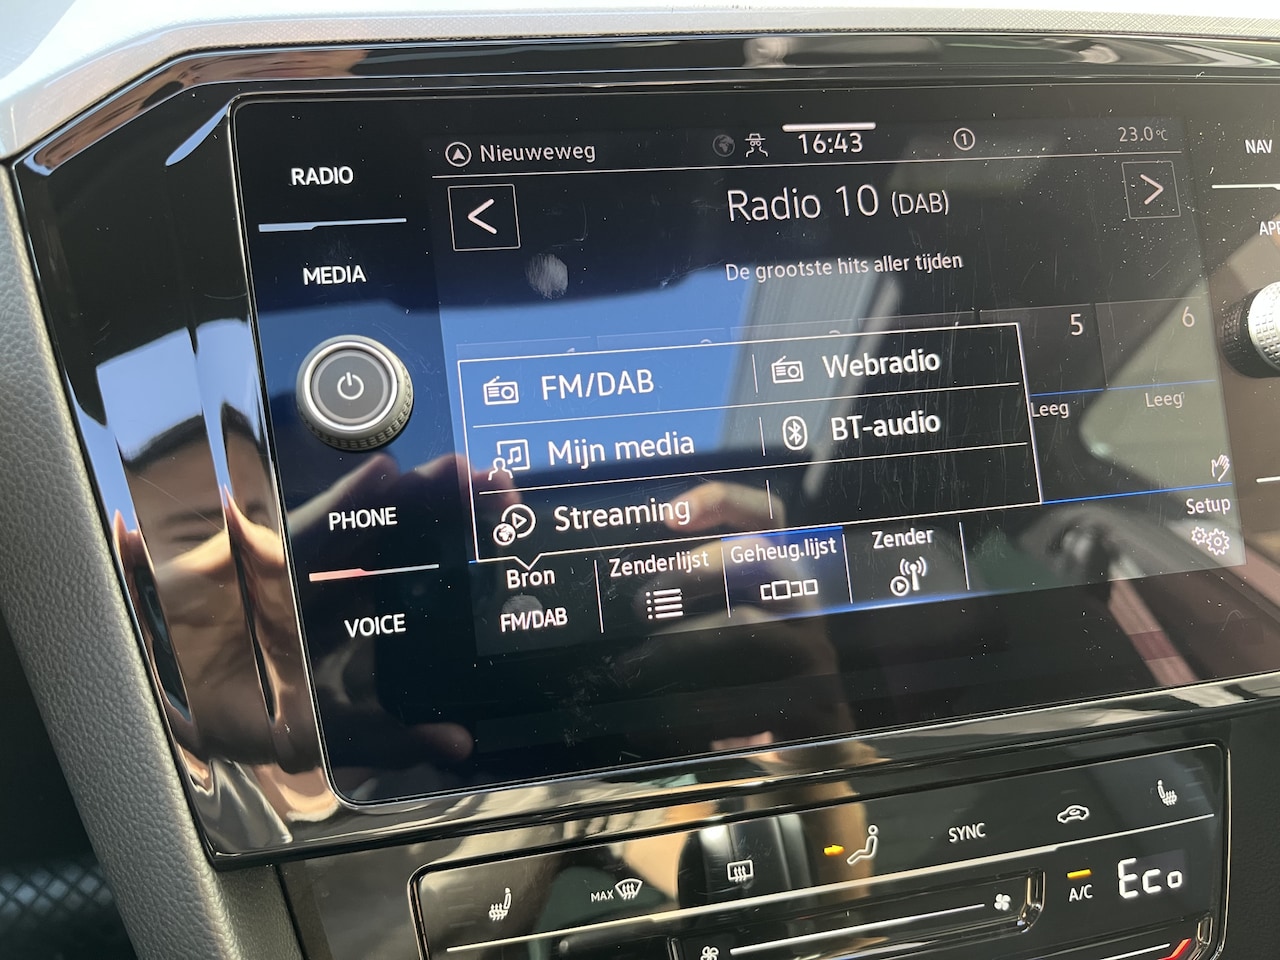 RADIO
MEDIA
PHONE
VOICE
Nieuweweg
16:43
1
23.0°C
NAV
<
Radio 10 (DAB)
>
De grootste hits aller tijden
5
6
Leeg
Leeg
FM/DAB
Webradio
Mijn media
BT-audio
Streaming
Bron
FM/DAB
Zenderlijst
Geheug.lijst
Zender
Setup
MAX
SYNC
A/C
Eco